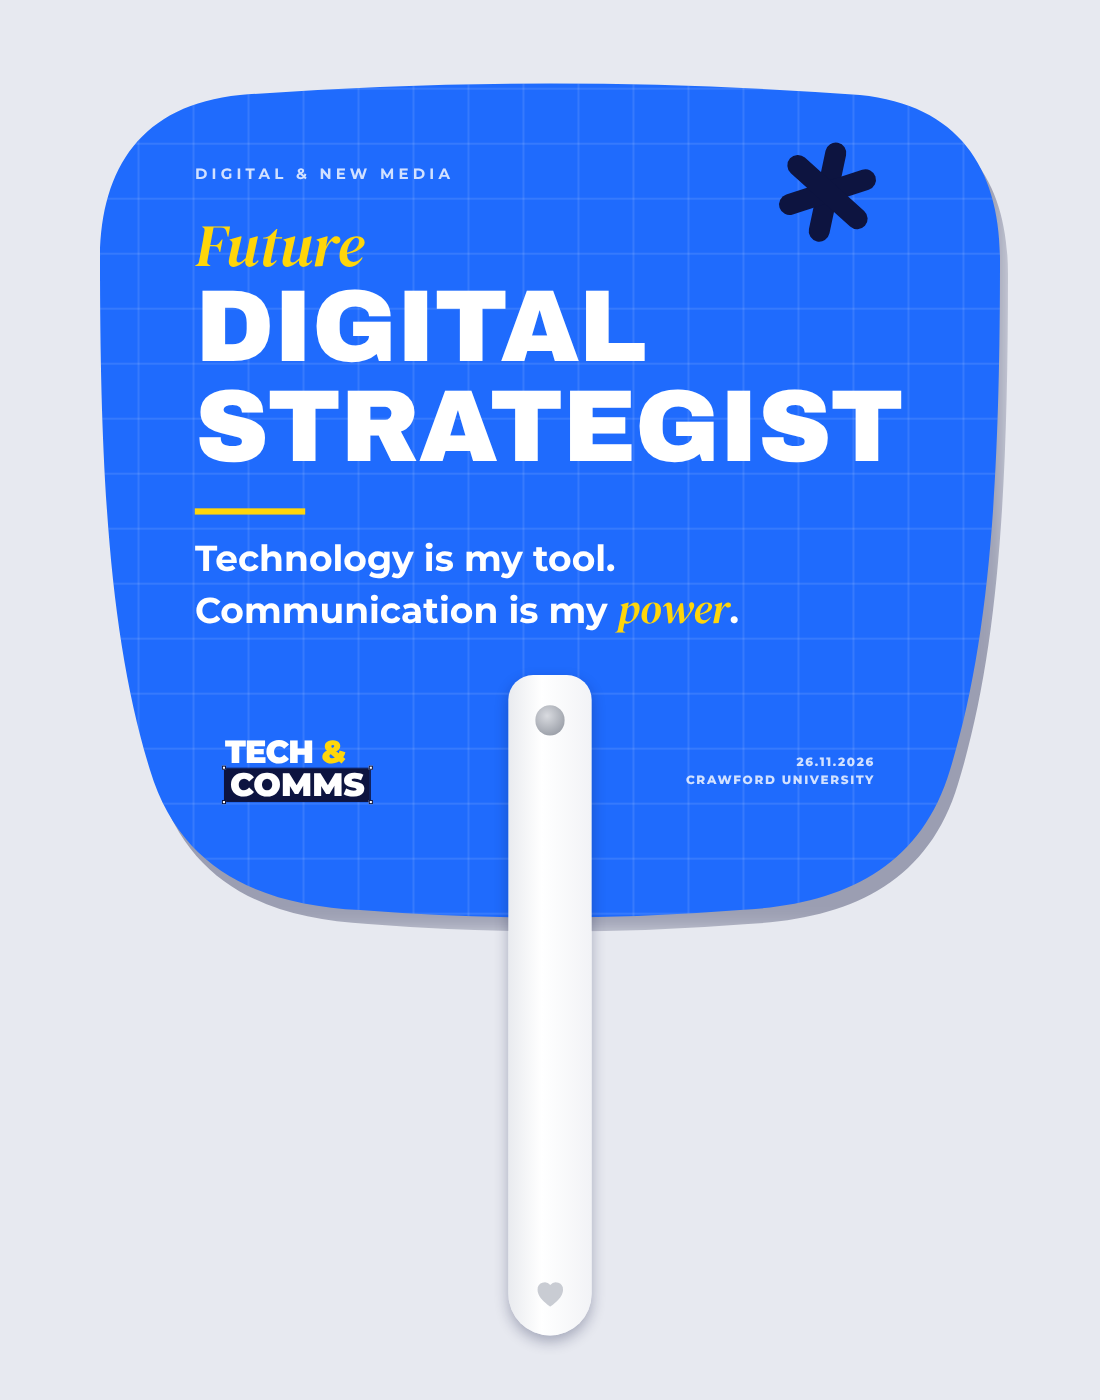 DIGITAL & NEW MEDIA
Future
DIGITAL
STRATEGIST
Technology is my tool.
Communication is my power.
TECH &
COMMS
26.11.2026
CRAWFORD UNIVERSITY